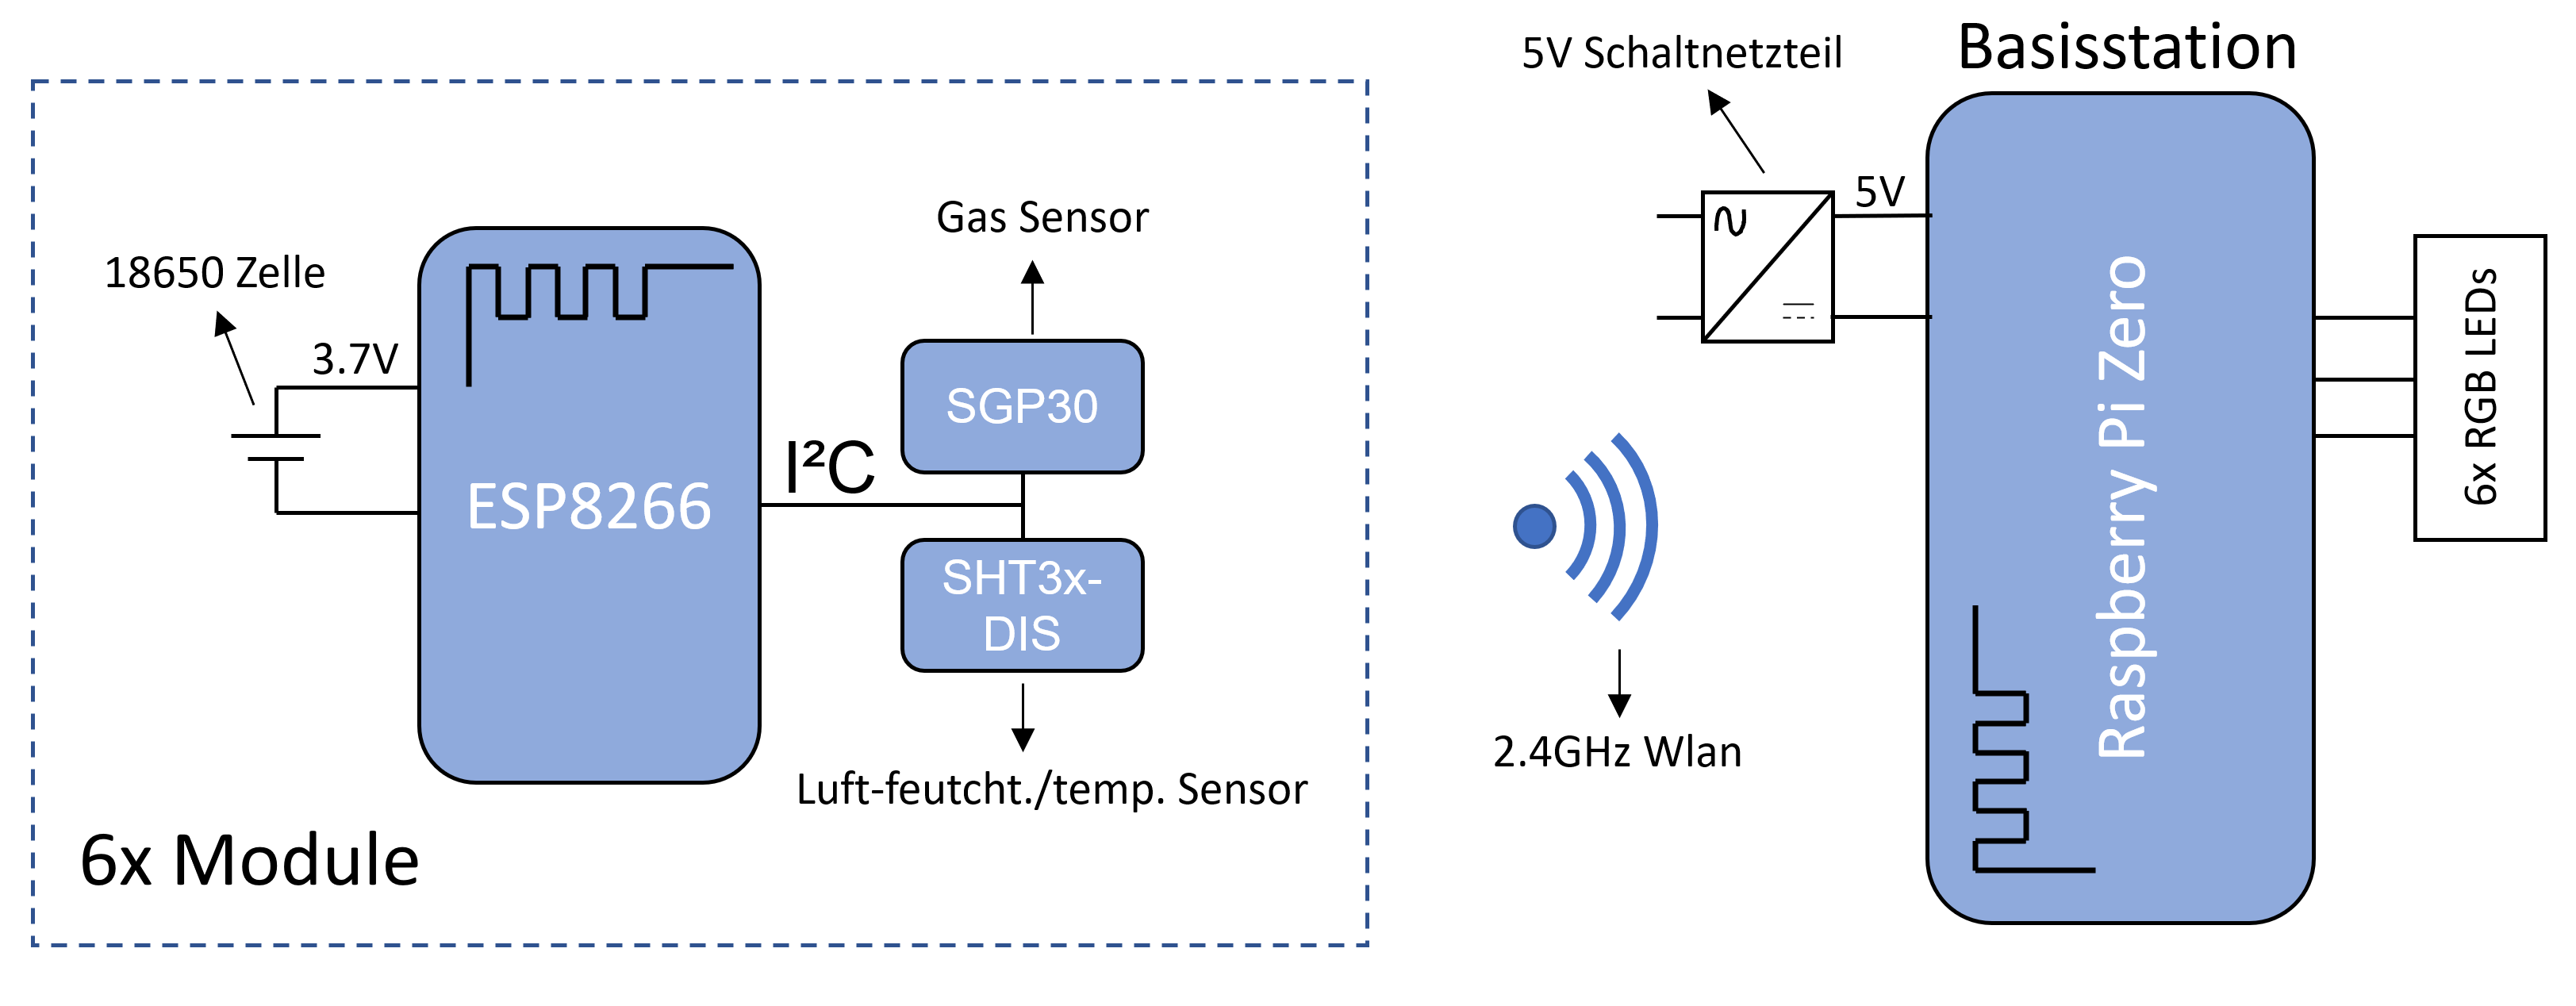 18650 Zelle
3.7V
ESP8266
I²C
Gas Sensor
SGP30
SHT3x-
DIS
Luft-feutcht./temp. Sensor
6x Module
2.4GHz Wlan
5V Schaltnetzteil
5V
Basisstation
Raspberry Pi Zero
6x RGB LEDs